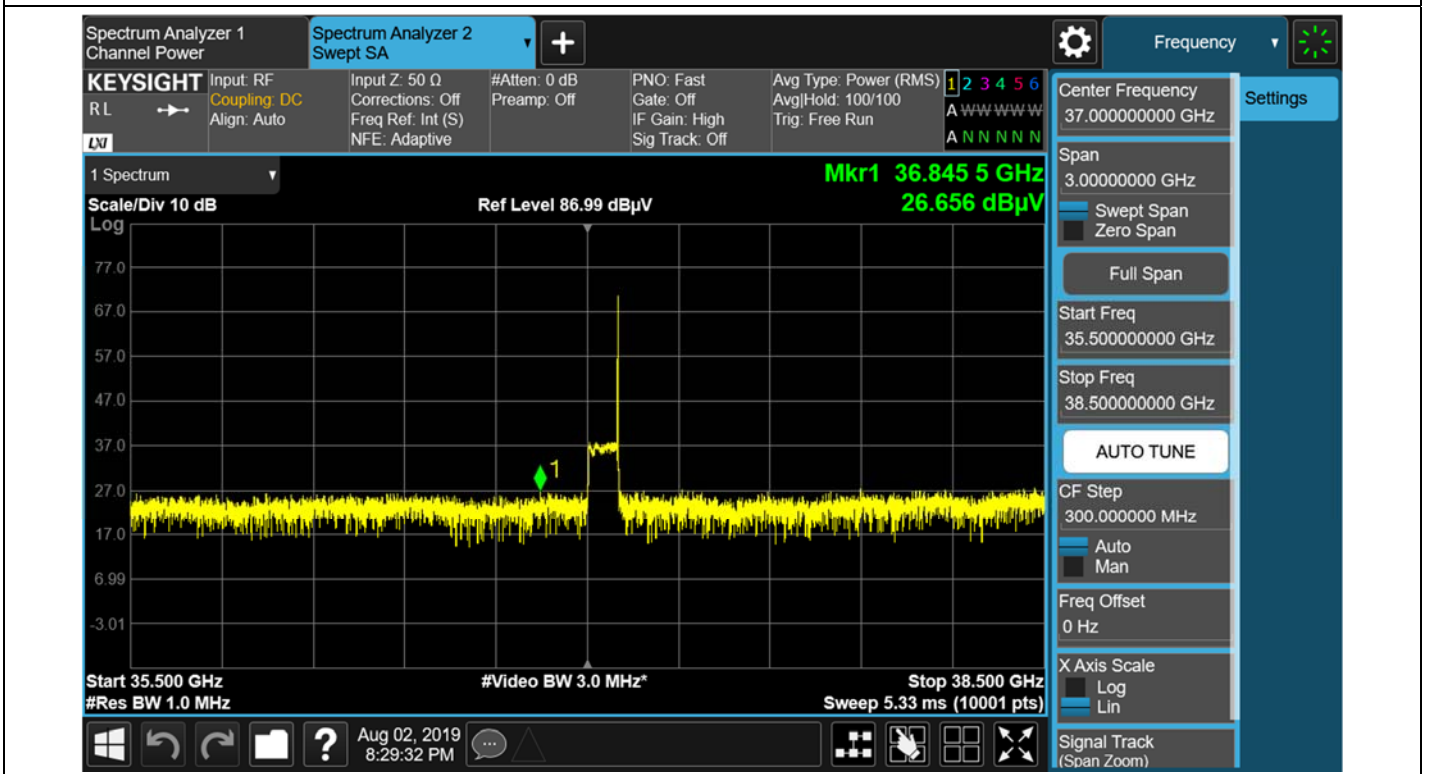 Spectrum Analyzer 1
Channel Power
Spectrum Analyzer 2
Swept SA
Frequency
KEYSIGHT
R L
LXI
Input: RF
Coupling: DC
Align: Auto
Input Z: 50 Ω
Corrections: Off
Freq Ref: Int (S)
NFE: Adaptive
#Atten: 0 dB
Preamp: Off
PNO: Fast
Gate: Off
IF Gain: High
Sig Track: Off
Avg Type: Power (RMS)
Avg|Hold: 100/100
Trig: Free Run
1 2 3 4 5 6
A W W W W W
A N N N N N
1 Spectrum
Scale/Div 10 dB
Log
Ref Level 86.99 dBµV
Mkr1 36.845 5 GHz
26.656 dBµV
77.0
67.0
57.0
47.0
37.0
27.0
17.0
6.99
-3.01
1
Start 35.500 GHz
#Res BW 1.0 MHz
#Video BW 3.0 MHz*
Stop 38.500 GHz
Sweep 5.33 ms (10001 pts)
Center Frequency
37.000000000 GHz
Span
3.00000000 GHz
Swept Span
Zero Span
Full Span
Start Freq
35.500000000 GHz
Stop Freq
38.500000000 GHz
AUTO TUNE
CF Step
300.000000 MHz
Auto
Man
Freq Offset
0 Hz
X Axis Scale
Log
Lin
Signal Track
(Span Zoom)
Settings
?
Aug 02, 2019
8:29:32 PM